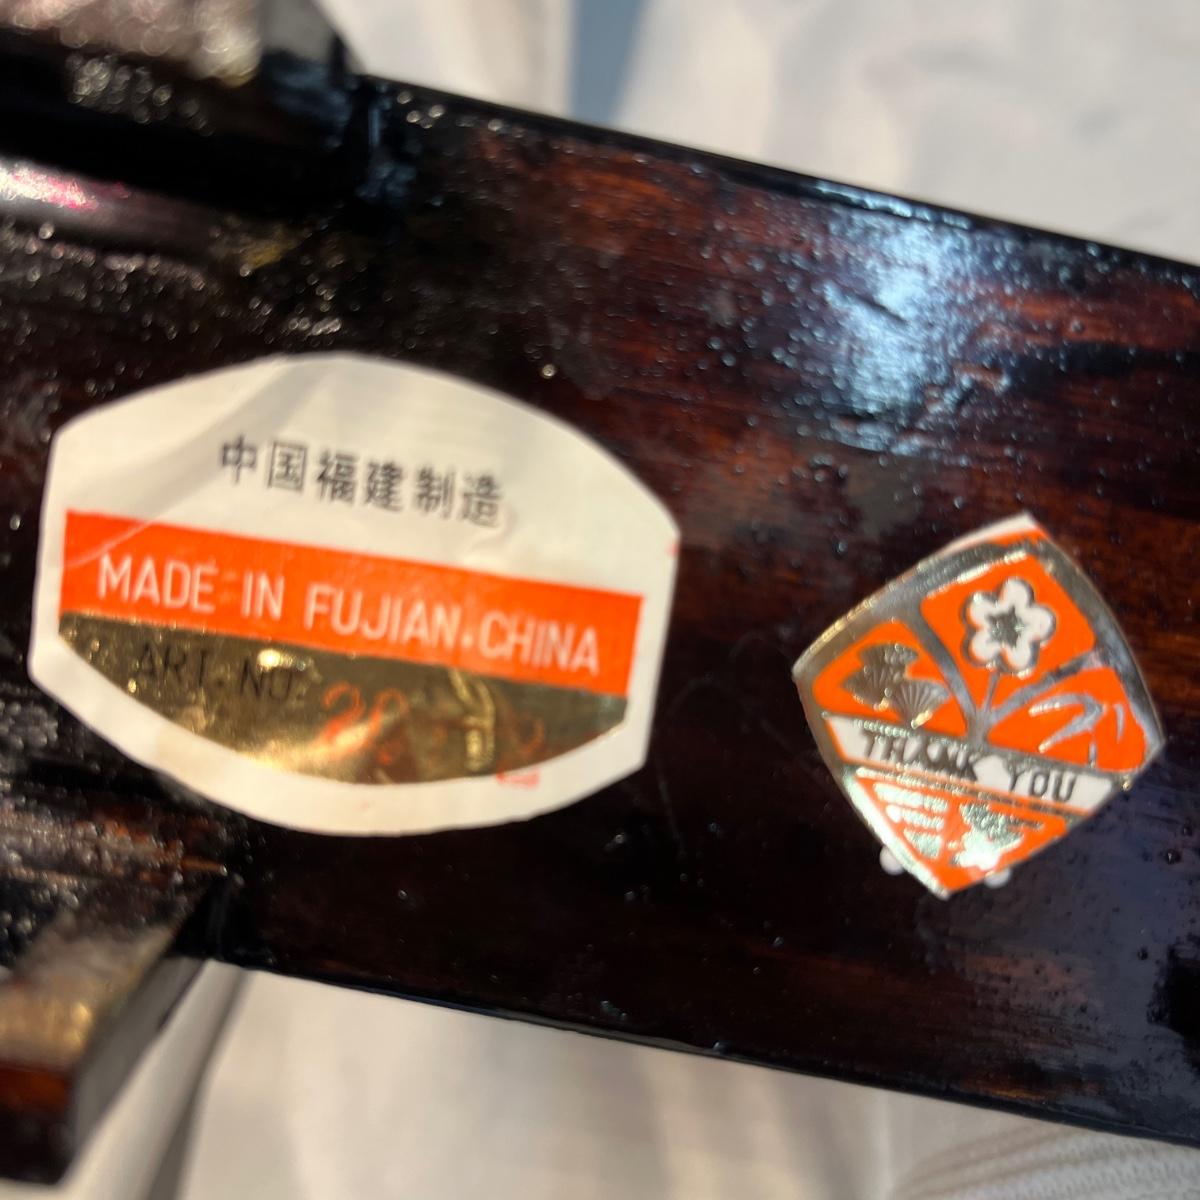 中国福建制造
MADE IN FUJIAN.CHINA
ART. NO.
THANK YOU